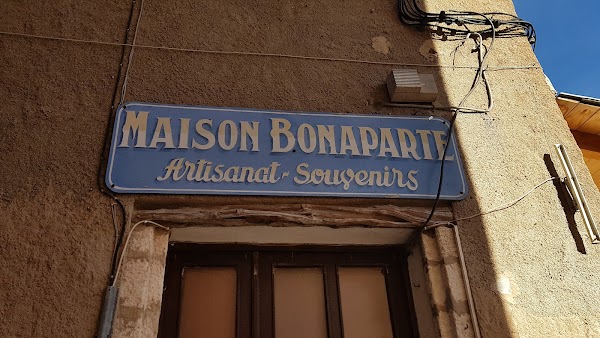 MAISON BONAPARTE
Artisanat - Souvenirs